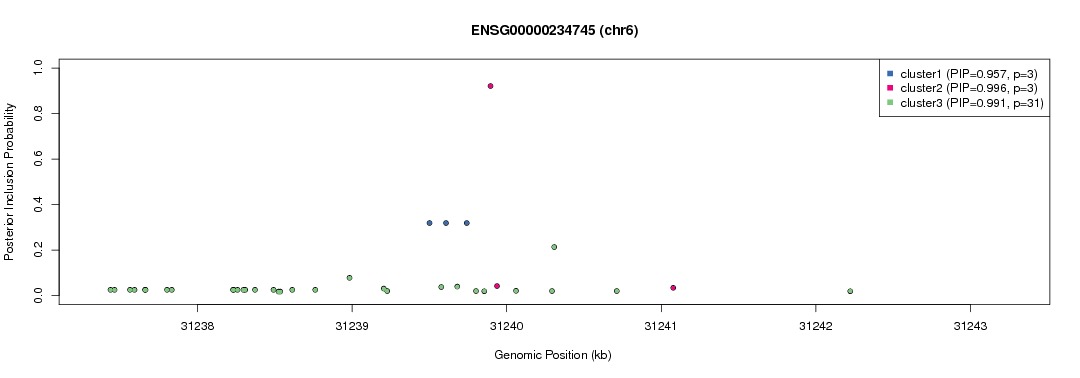 ENSG00000234745 (chr6)
cluster1 (PIP=0.957, p=3)
cluster2 (PIP=0.996, p=3)
cluster3 (PIP=0.991, p=31)
Posterior Inclusion Probability
1.0
0.8
0.6
0.4
0.2
0.0
31238 31239 31240 31241 31242 31243
Genomic Position (kb)